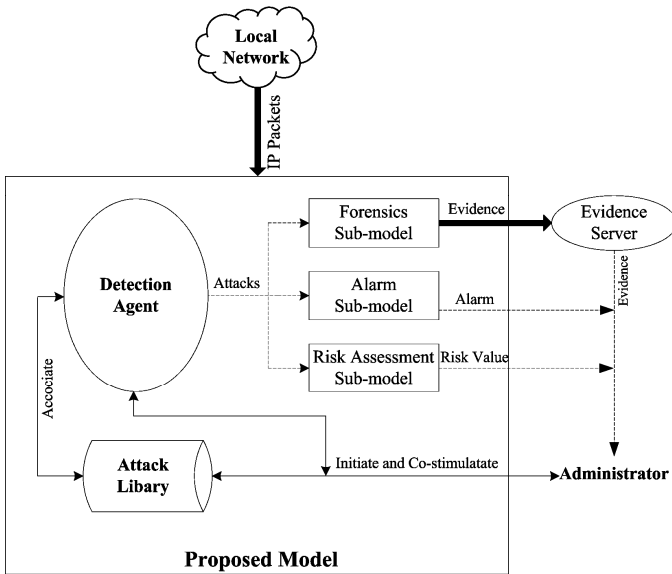 Local
Network
IP Packets
Forensics
Sub-model
Evidence
Evidence
Server
Detection
Agent
Attacks
Alarm
Sub-model
Alarm
Evidence
Risk Assessment
Sub-model
Risk Value
Accociate
Attack
Libary
Initiate and Co-stimulatate
Administrator
Proposed Model